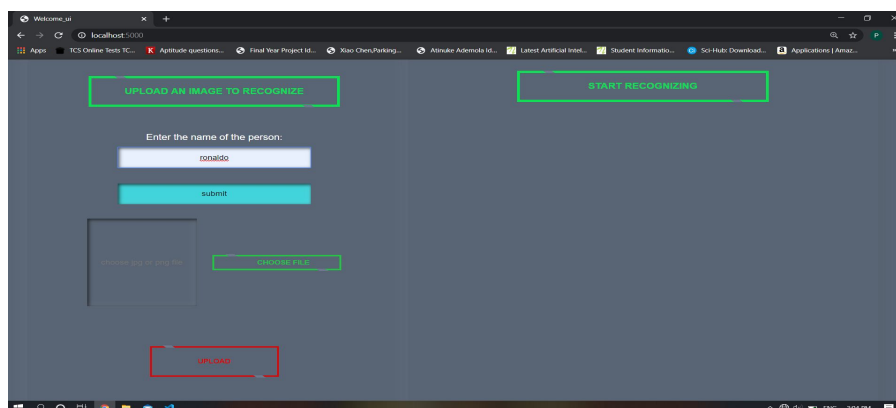 Welcome_ui
localhost:5000
Apps TCS Online Tests TC... Aptitude questions... Final Year Project Id... Xiao Chen,Parking... Atinuke Ademola Id... Latest Artificial Intel... Student Informatio... Sci-Hub: Download... Applications | Amaz...
UPLOAD AN IMAGE TO RECOGNIZE
START RECOGNIZING
Enter the name of the person:
ronaldo
submit
CHOOSE FILE
UPLOAD